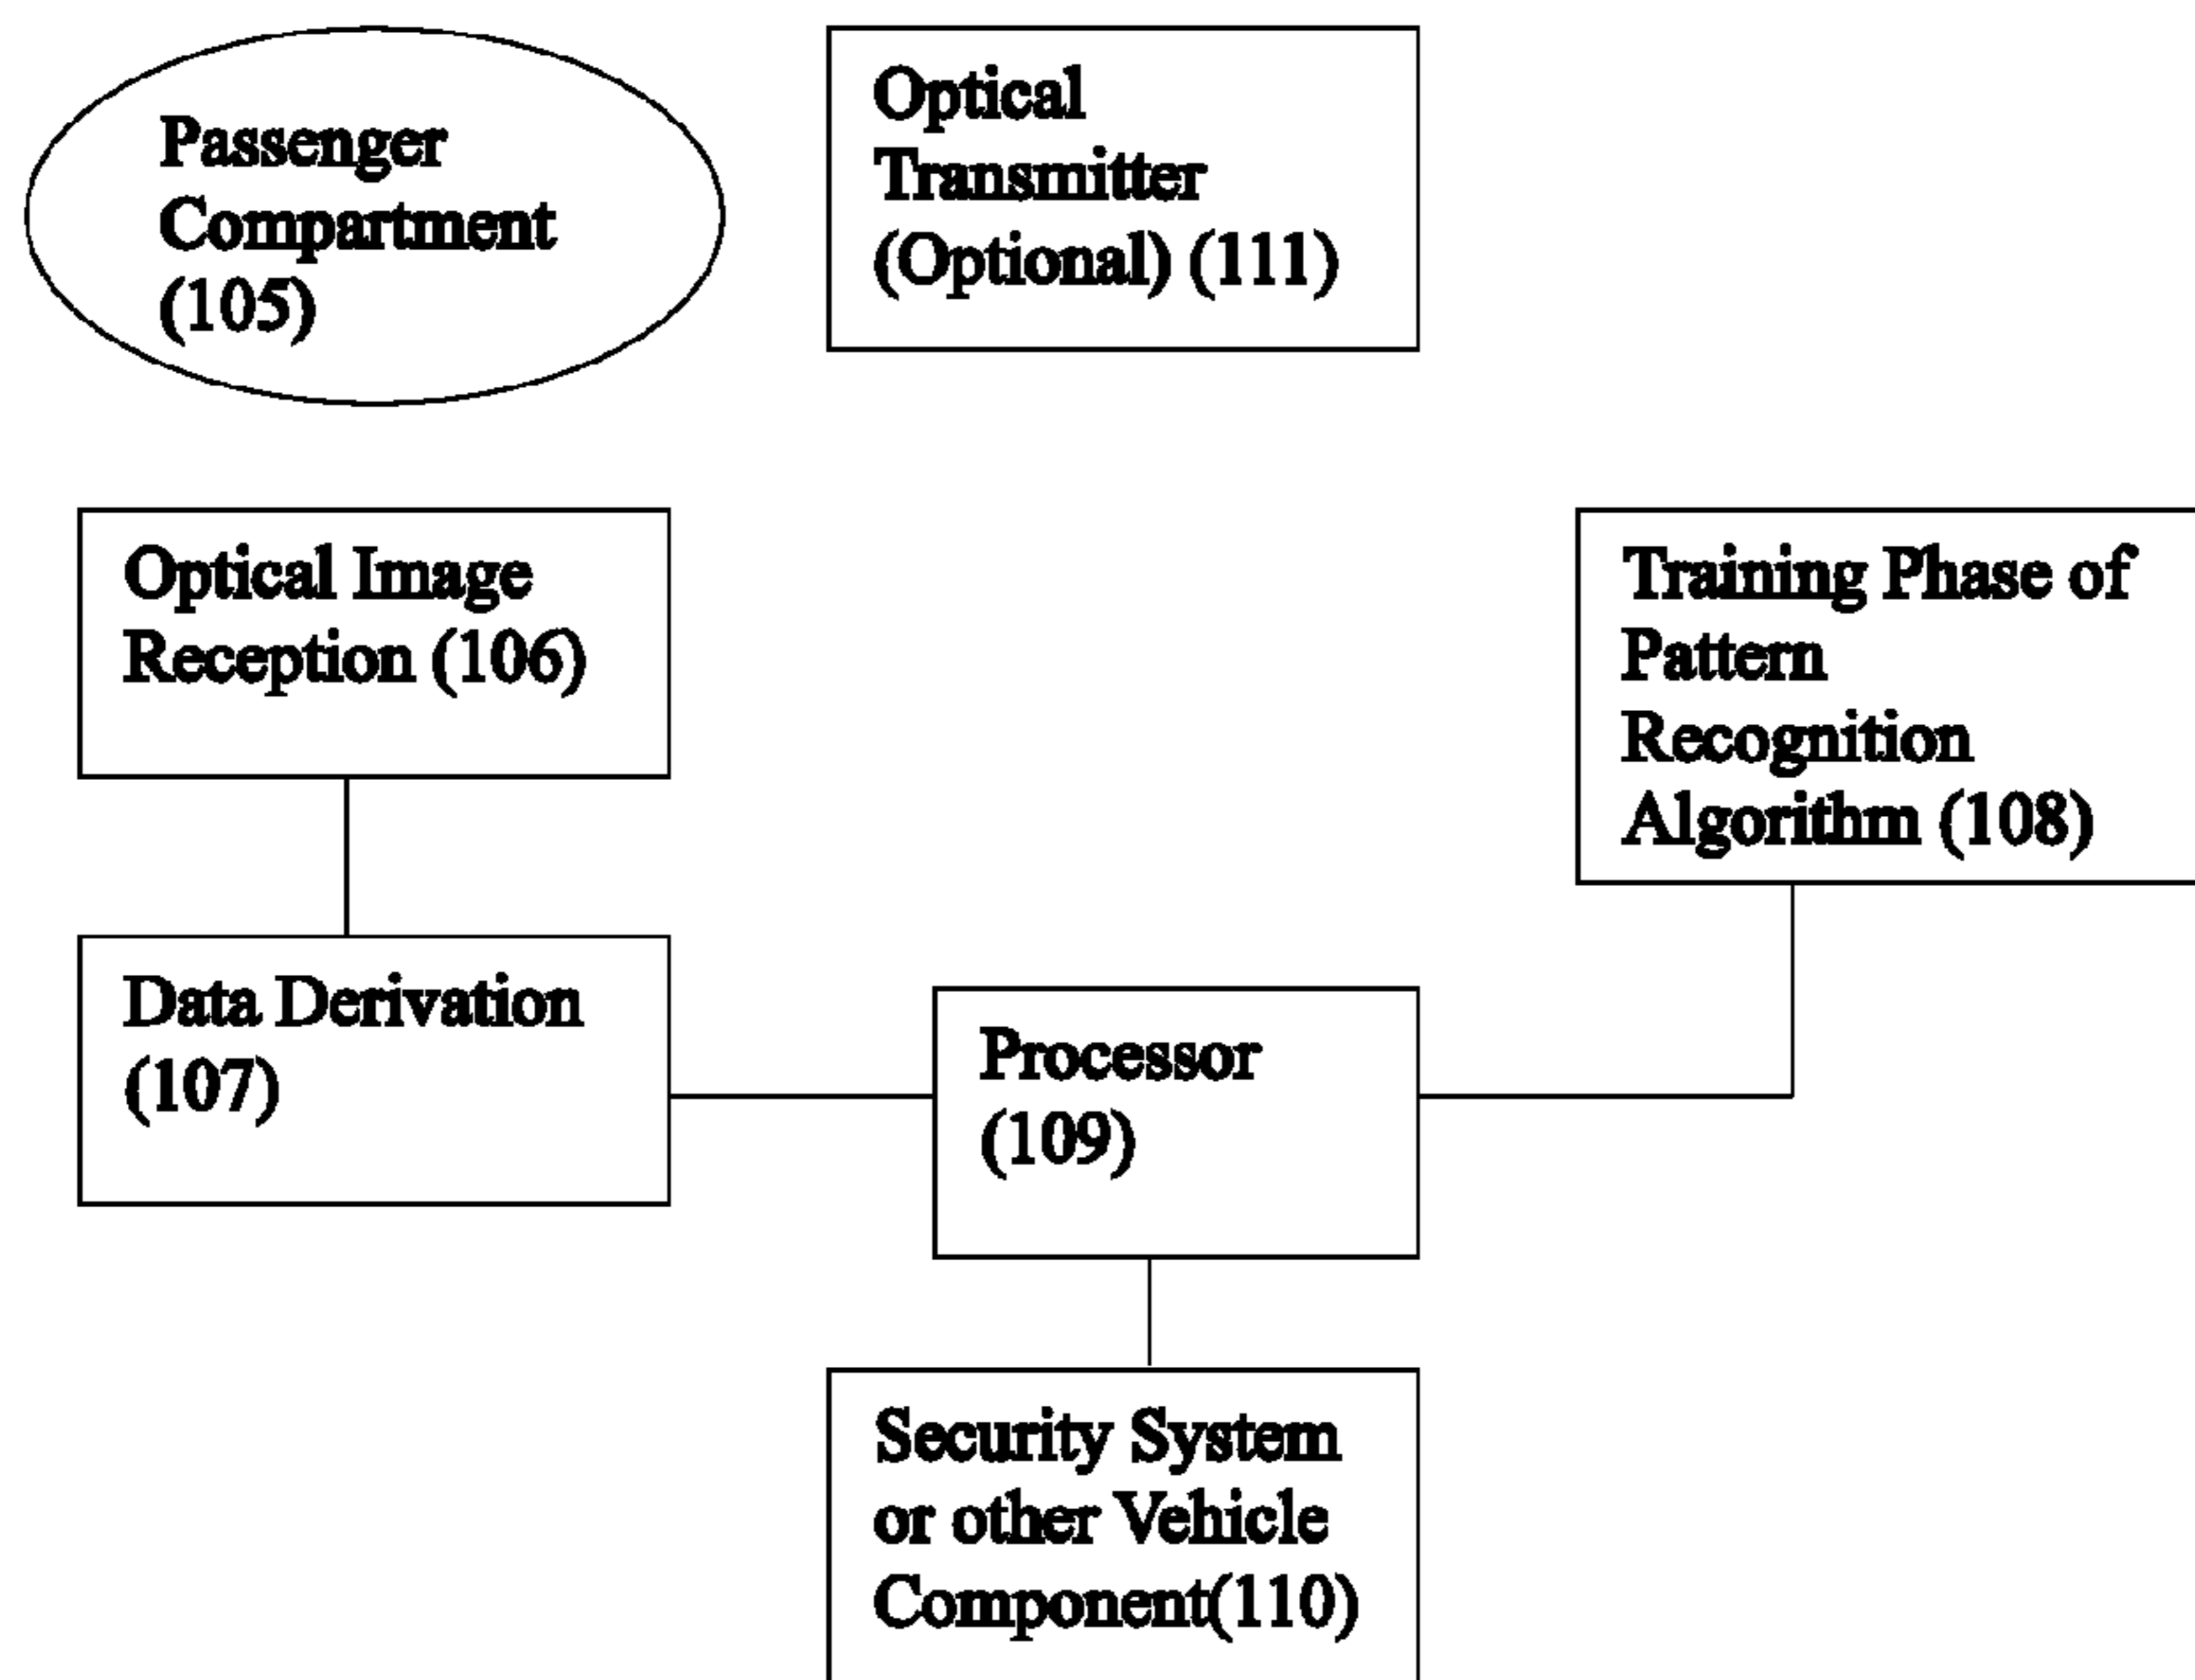 Passenger
Compartment
(105)
Optical
Transmitter
(Optional) (111)
Optical Image
Reception (106)
Training Phase of
Pattern
Recognition
Algorithm (108)
Data Derivation
(107)
Processor
(109)
Security System
or other Vehicle
Component(110)